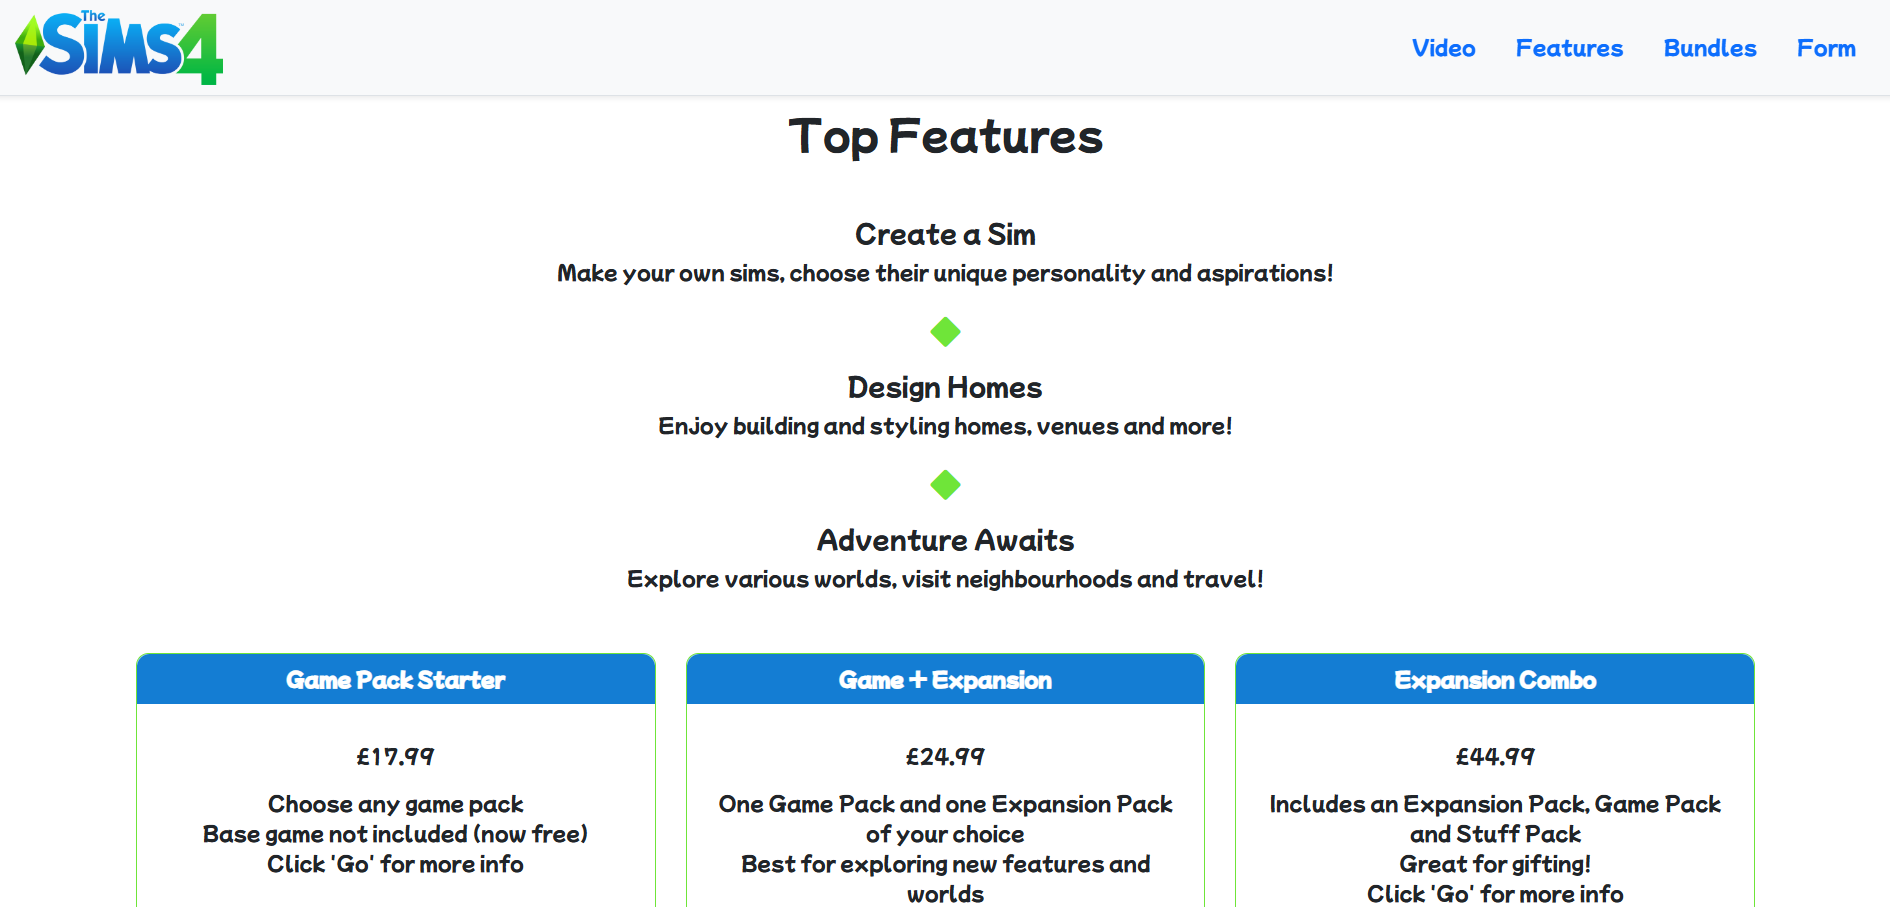 The Sims 4
Video Features Bundles Form
Top Features
Create a Sim
Make your own sims, choose their unique personality and aspirations!
Design Homes
Enjoy building and styling homes, venues and more!
Adventure Awaits
Explore various worlds, visit neighbourhoods and travel!
Game Pack Starter
£17.99
Choose any game pack
Base game not included (now free)
Click 'Go' for more info
Game + Expansion
£24.99
One Game Pack and one Expansion Pack
of your choice
Best for exploring new features and
worlds
Expansion Combo
£44.99
Includes an Expansion Pack, Game Pack
and Stuff Pack
Great for gifting!
Click 'Go' for more info